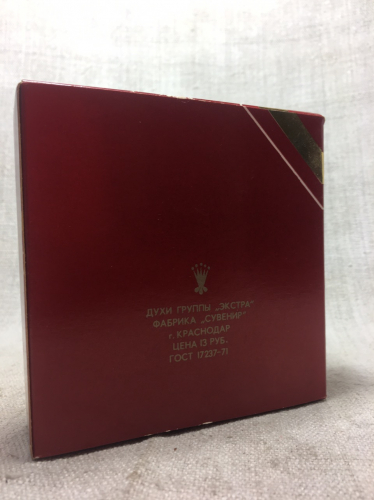 ДУХИ ГРУППЫ „ЭКСТРА"
ФАБРИКА „СУВЕНИР"
г. КРАСНОДАР
ЦЕНА 13 РУБ.
ГОСТ 17237-71